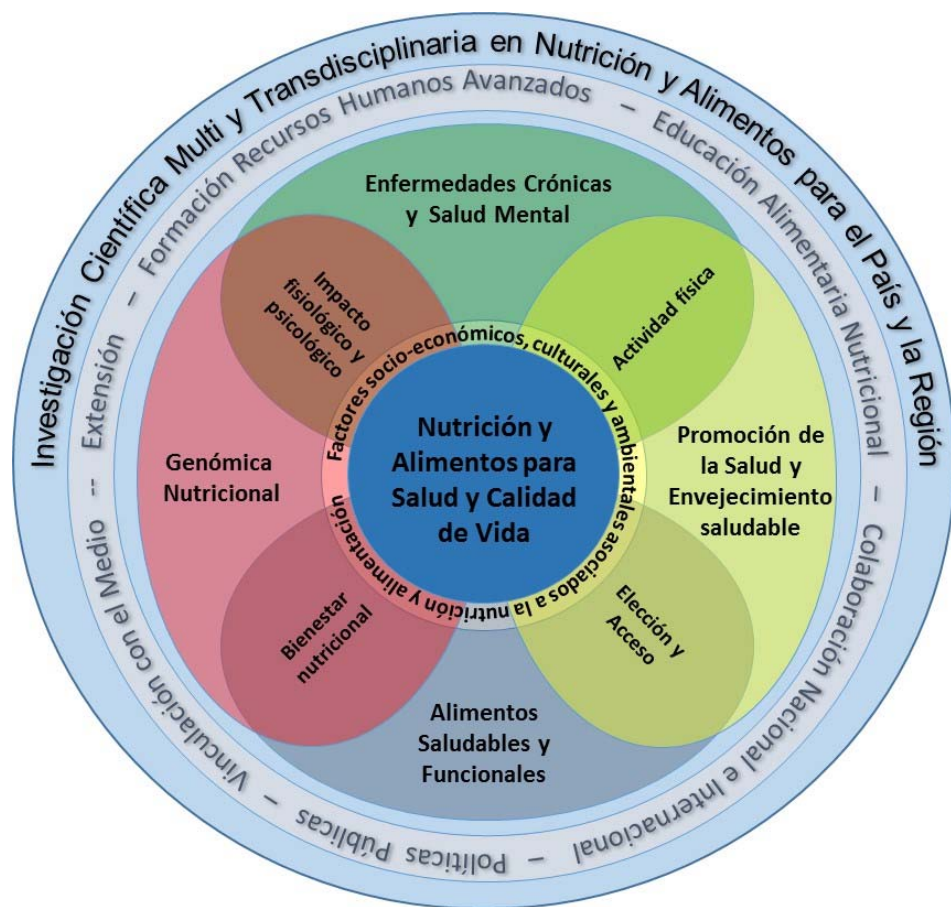 Investigación Científica Multi y Transdisciplinaria en Nutrición y Alimentos para el País y la Región
Formación Recursos Humanos Avanzados – Educación Alimentaria Nutricional – Colaboración Nacional e Internacional – Políticas Públicas – Vinculación con el Medio -- Extensión –
Enfermedades Crónicas
y Salud Mental
Impacto
fisiológico y
psicológico
Actividad física
Factores socio-económicos, culturales y ambientales asociados a la nutrición y alimentación
Nutrición y
Alimentos para
Salud y Calidad
de Vida
Genómica
Nutricional
Promoción de
la Salud y
Envejecimiento
saludable
Bienestar
nutricional
Elección y
Acceso
Alimentos
Saludables y
Funcionales